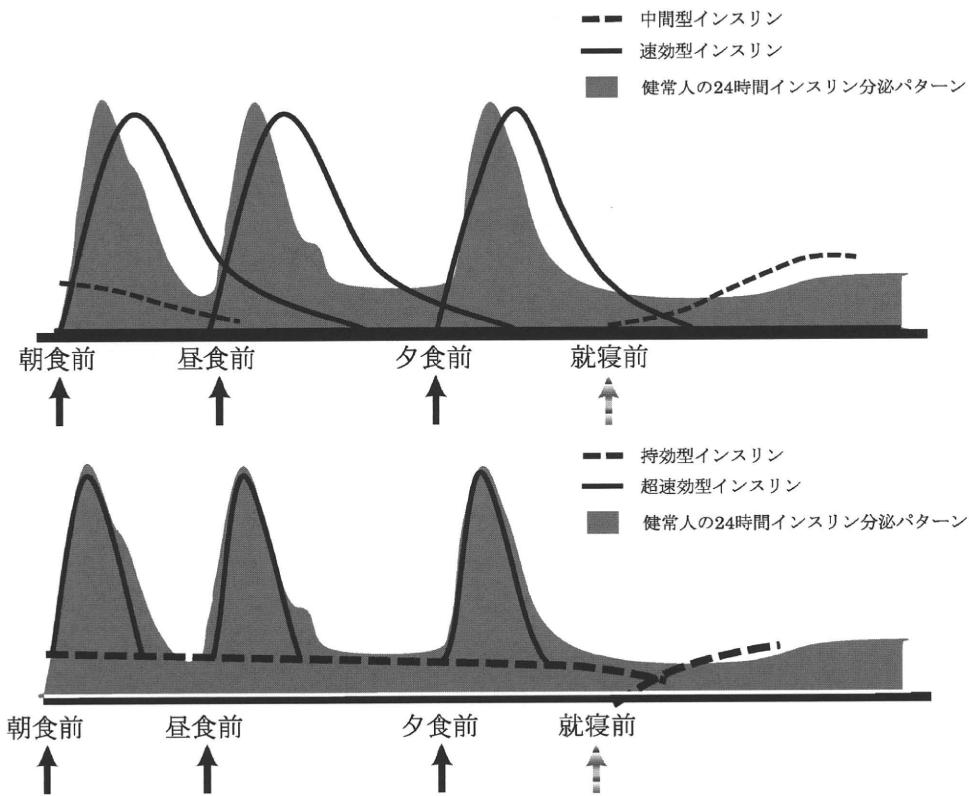 中間型インスリン
速効型インスリン
健常人の24時間インスリン分泌パターン
朝食前
昼食前
夕食前
就寝前
持効型インスリン
超速効型インスリン
健常人の24時間インスリン分泌パターン
朝食前
昼食前
夕食前
就寝前